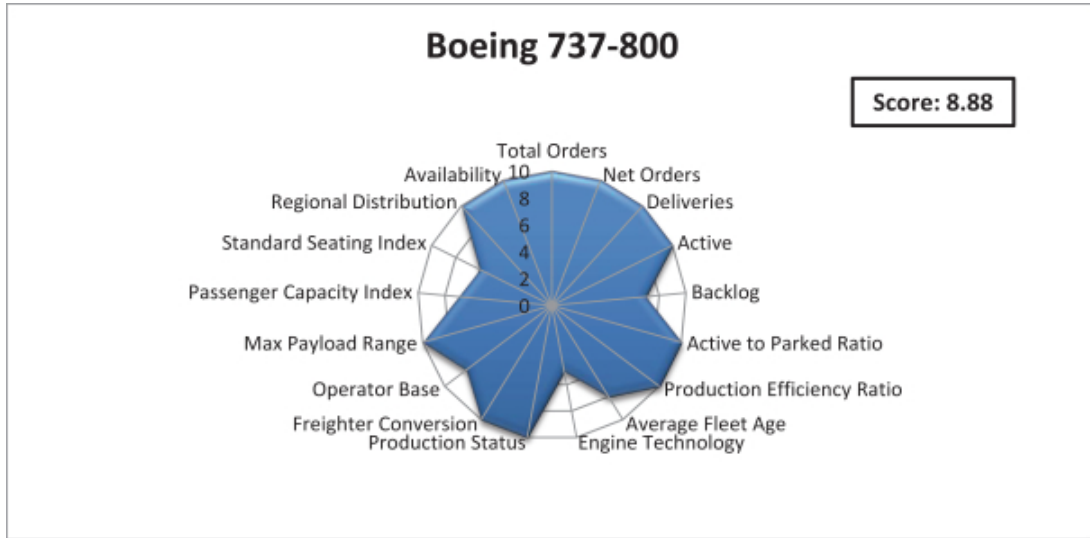 Boeing 737-800
Score: 8.88
Total Orders
Availability
10
Net Orders
Regional Distribution
8
Deliveries
Standard Seating Index
6
Active
4
Passenger Capacity Index
2
Backlog
0
Max Payload Range
Active to Parked Ratio
Operator Base
Production Efficiency Ratio
Freighter Conversion
Average Fleet Age
Production Status
Engine Technology